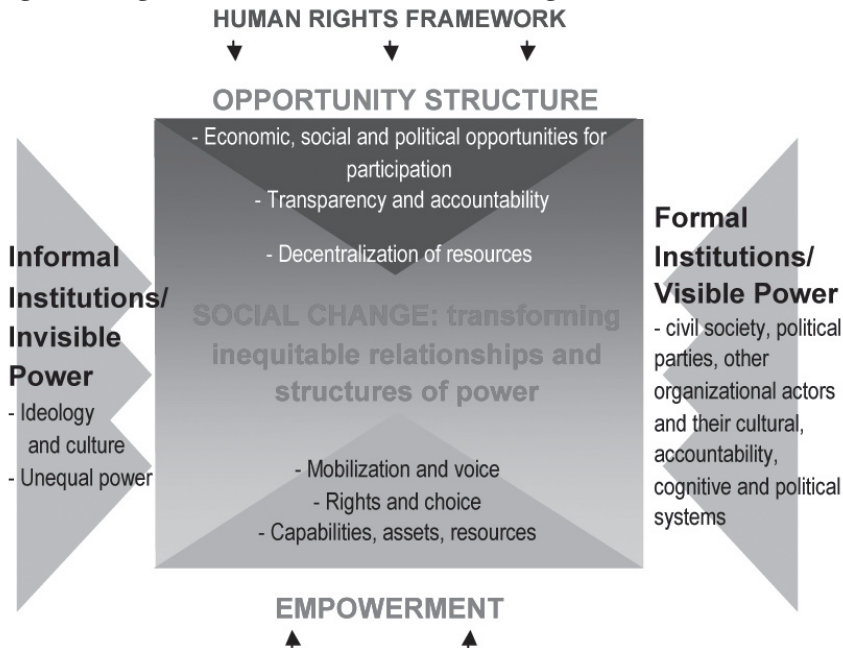 HUMAN RIGHTS FRAMEWORK
OPPORTUNITY STRUCTURE
- Economic, social and political opportunities for
participation
- Transparency and accountability
- Decentralization of resources
Informal
Institutions/
Invisible
Power
- Ideology
and culture
- Unequal power
SOCIAL CHANGE: transforming
inequitable relationships and
structures of power
Formal
Institutions/
Visible Power
- civil society, political
parties, other
organizational actors
and their cultural,
accountability,
cognitive and political
systems
- Mobilization and voice
- Rights and choice
- Capabilities, assets, resources
EMPOWERMENT